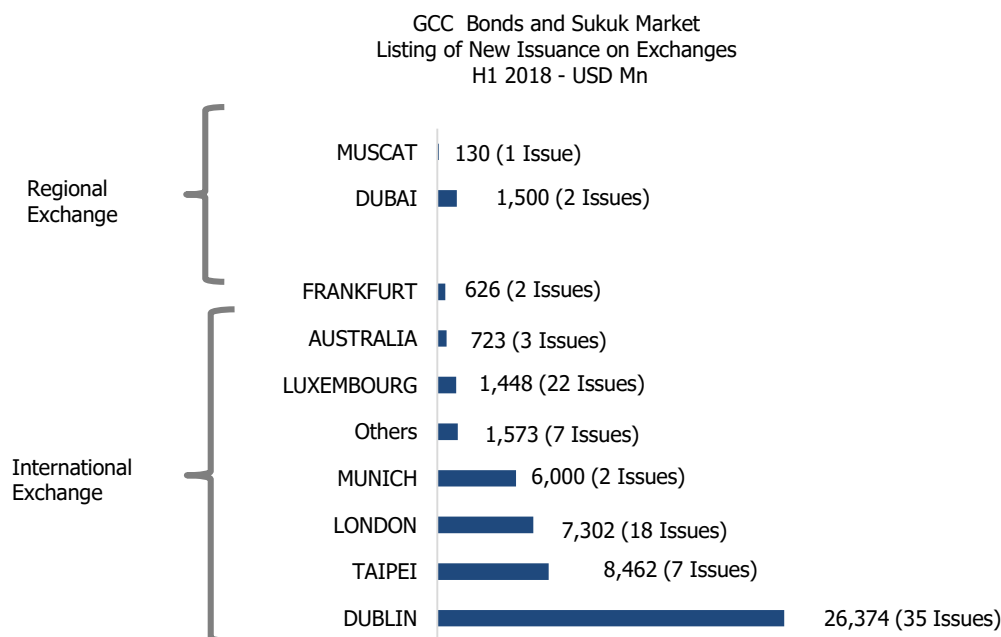 GCC Bonds and Sukuk Market
Listing of New Issuance on Exchanges
H1 2018 - USD Mn
Regional
Exchange
MUSCAT 130 (1 Issue)
DUBAI 1,500 (2 Issues)
International
Exchange
FRANKFURT 626 (2 Issues)
AUSTRALIA 723 (3 Issues)
LUXEMBOURG 1,448 (22 Issues)
Others 1,573 (7 Issues)
MUNICH 6,000 (2 Issues)
LONDON 7,302 (18 Issues)
TAIPEI 8,462 (7 Issues)
DUBLIN 26,374 (35 Issues)